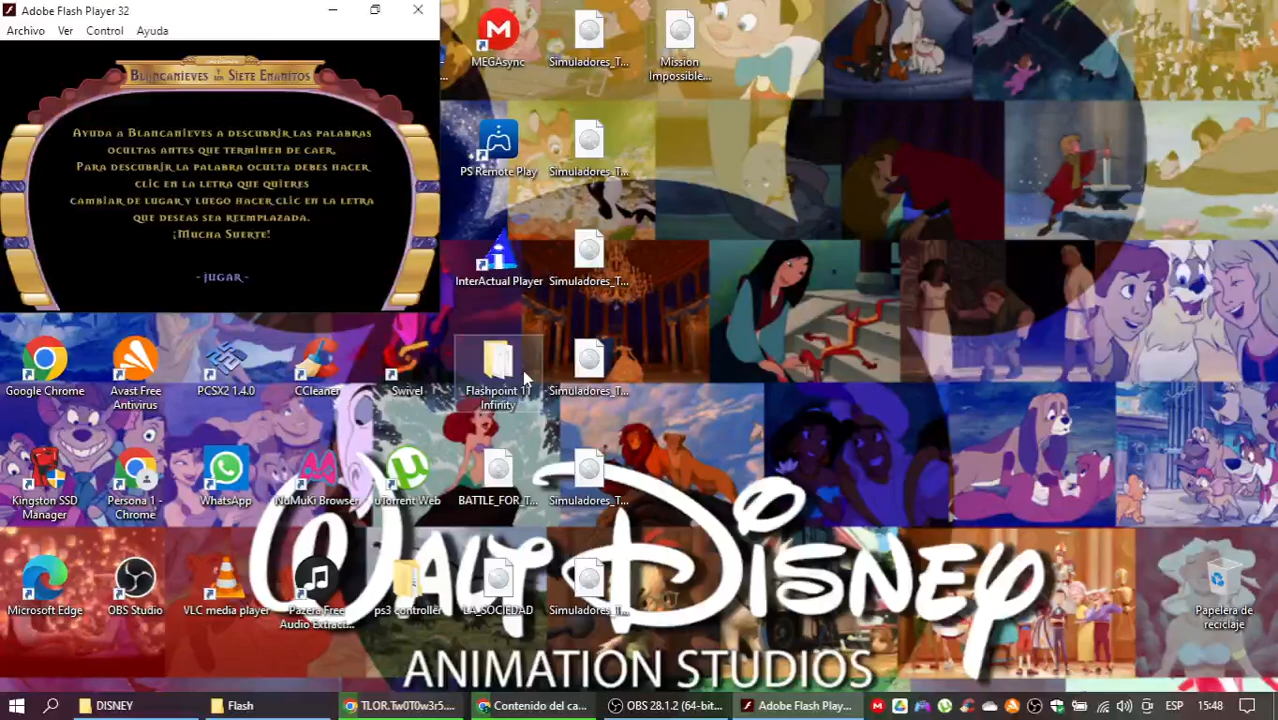 Adobe Flash Player 32
Archivo Ver Control Ayuda
Blancanieves y los Siete Enanitos
Ayuda a Blancanieves a descubrir las palabras
ocultas antes que terminen de caer.
Para descubrir la palabra oculta debes hacer
clic en la letra que quieres
cambiar de lugar y luego hacer clic en la letra
que deseas sea reemplazada.
¡Mucha Suerte!
- jugar -
MEGAsync
Simuladores_T...
Mission
Impossible...
PS Remote Play
Simuladores_T...
InterActual Player
Simuladores_T...
Google Chrome
Avast Free
Antivirus
PCSX2 1.4.0
CCleaner
Swivel
Flashpoint 11
Infinity
Simuladores_T...
Kingston SSD
Manager
Persona 1 -
Chrome
WhatsApp
NuMuKi Browser
uTorrent Web
BATTLE_FOR_T...
Simuladores_T...
Microsoft Edge
OBS Studio
VLC media player
Pazera Free
Audio Extract...
ps3 controller
LA_SOCIEDAD
Simuladores_T...
Papelera de
reciclaje
Walt Disney
ANIMATION STUDIOS
DISNEY
Flash
TLOR.Tw0T0w3r5....
Contenido del ca...
OBS 28.1.2 (64-bit...
Adobe Flash Play...
ESP
15:48